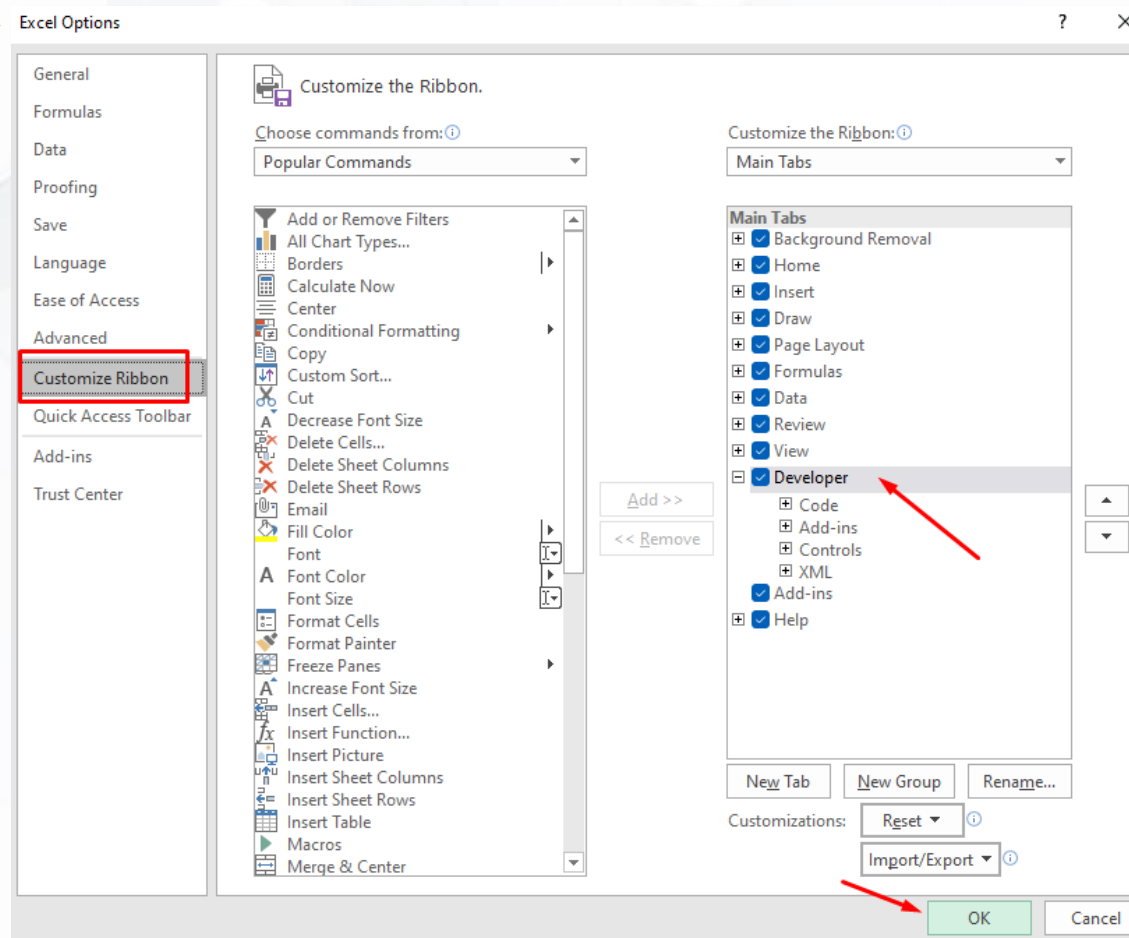 Excel Options
?
General
Formulas
Data
Proofing
Save
Language
Ease of Access
Advanced
Customize Ribbon
Quick Access Toolbar
Add-ins
Trust Center
Customize the Ribbon.
Choose commands from:
Popular Commands
Add or Remove Filters
All Chart Types...
Borders
Calculate Now
Center
Conditional Formatting
Copy
Custom Sort...
Cut
Decrease Font Size
Delete Cells...
Delete Sheet Columns
Delete Sheet Rows
Email
Fill Color
Font
Font Color
Font Size
Format Cells
Format Painter
Freeze Panes
Increase Font Size
Insert Cells...
Insert Function...
Insert Picture
Insert Sheet Columns
Insert Sheet Rows
Insert Table
Macros
Merge & Center
Add >>
<< Remove
Customize the Ribbon:
Main Tabs
Main Tabs
Background Removal
Home
Insert
Draw
Page Layout
Formulas
Data
Review
View
Developer
Code
Add-ins
Controls
XML
Add-ins
Help
New Tab
New Group
Rename...
Customizations:
Reset
Import/Export
OK
Cancel